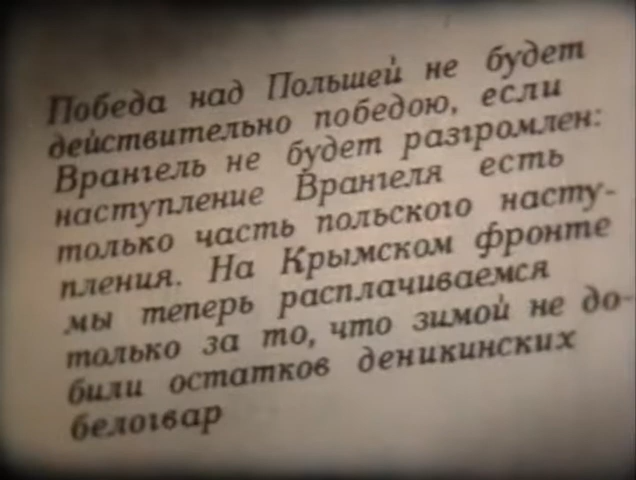 Победа над Польшей не будет
действительно победою, если
Врангель не будет разгромлен:
наступление Врангеля есть
только часть польского насту-
пления. На Крымском фронте
мы теперь расплачиваемся
только за то, что зимой не до-
били остатков деникинских
белогвар